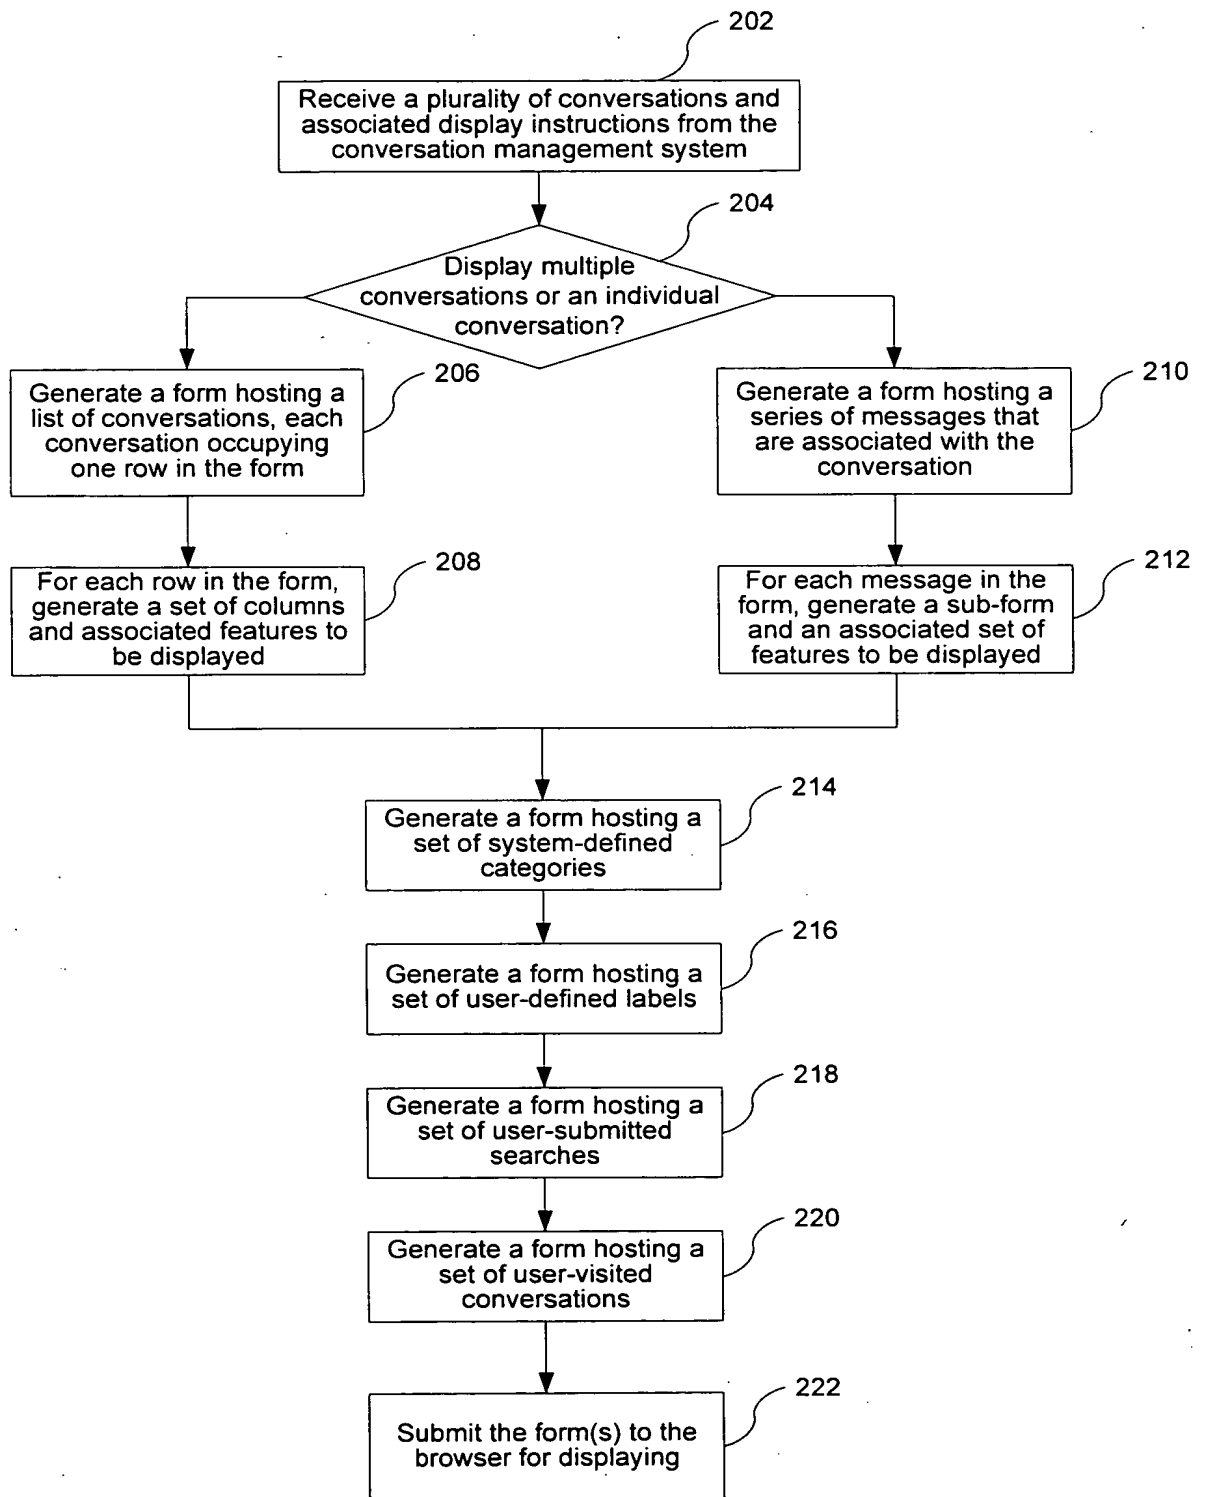 202
Receive a plurality of conversations and
associated display instructions from the
conversation management system
204
Display multiple
conversations or an individual
conversation?
206
Generate a form hosting a
list of conversations, each
conversation occupying
one row in the form
210
Generate a form hosting a
series of messages that
are associated with the
conversation
208
For each row in the form,
generate a set of columns
and associated features to
be displayed
212
For each message in the
form, generate a sub-form
and an associated set of
features to be displayed
214
Generate a form hosting a
set of system-defined
categories
216
Generate a form hosting a
set of user-defined labels
218
Generate a form hosting a
set of user-submitted
searches
220
Generate a form hosting a
set of user-visited
conversations
222
Submit the form(s) to the
browser for displaying